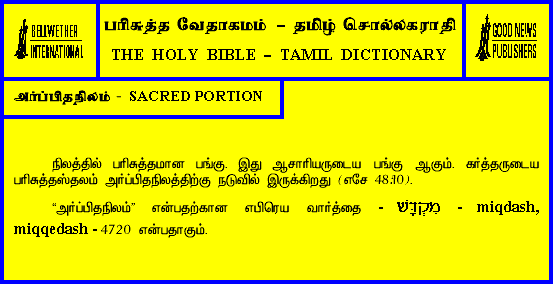 BELLWETHER
INTERNATIONAL
பரிசுத்த வேதாகமம் – தமிழ் சொல்லகராதி
THE HOLY BIBLE – TAMIL DICTIONARY
GOOD NEWS
PUBLISHERS
அர்ப்பிதநிலம் - SACRED PORTION
நிலத்தில் பரிசுத்தமான பங்கு. இது ஆசாரியருடைய பங்கு ஆகும். கர்த்தருடைய
பரிசுத்தஸ்தலம் அர்ப்பிதநிலத்திற்கு நடுவில் இருக்கிறது (எசே 48:10).
“அர்ப்பிதநிலம்” என்பதற்கான எபிரெய வார்த்தை - מִקְדָּשׁ - miqdash,
miqqedash - 4720 என்பதாகும்.